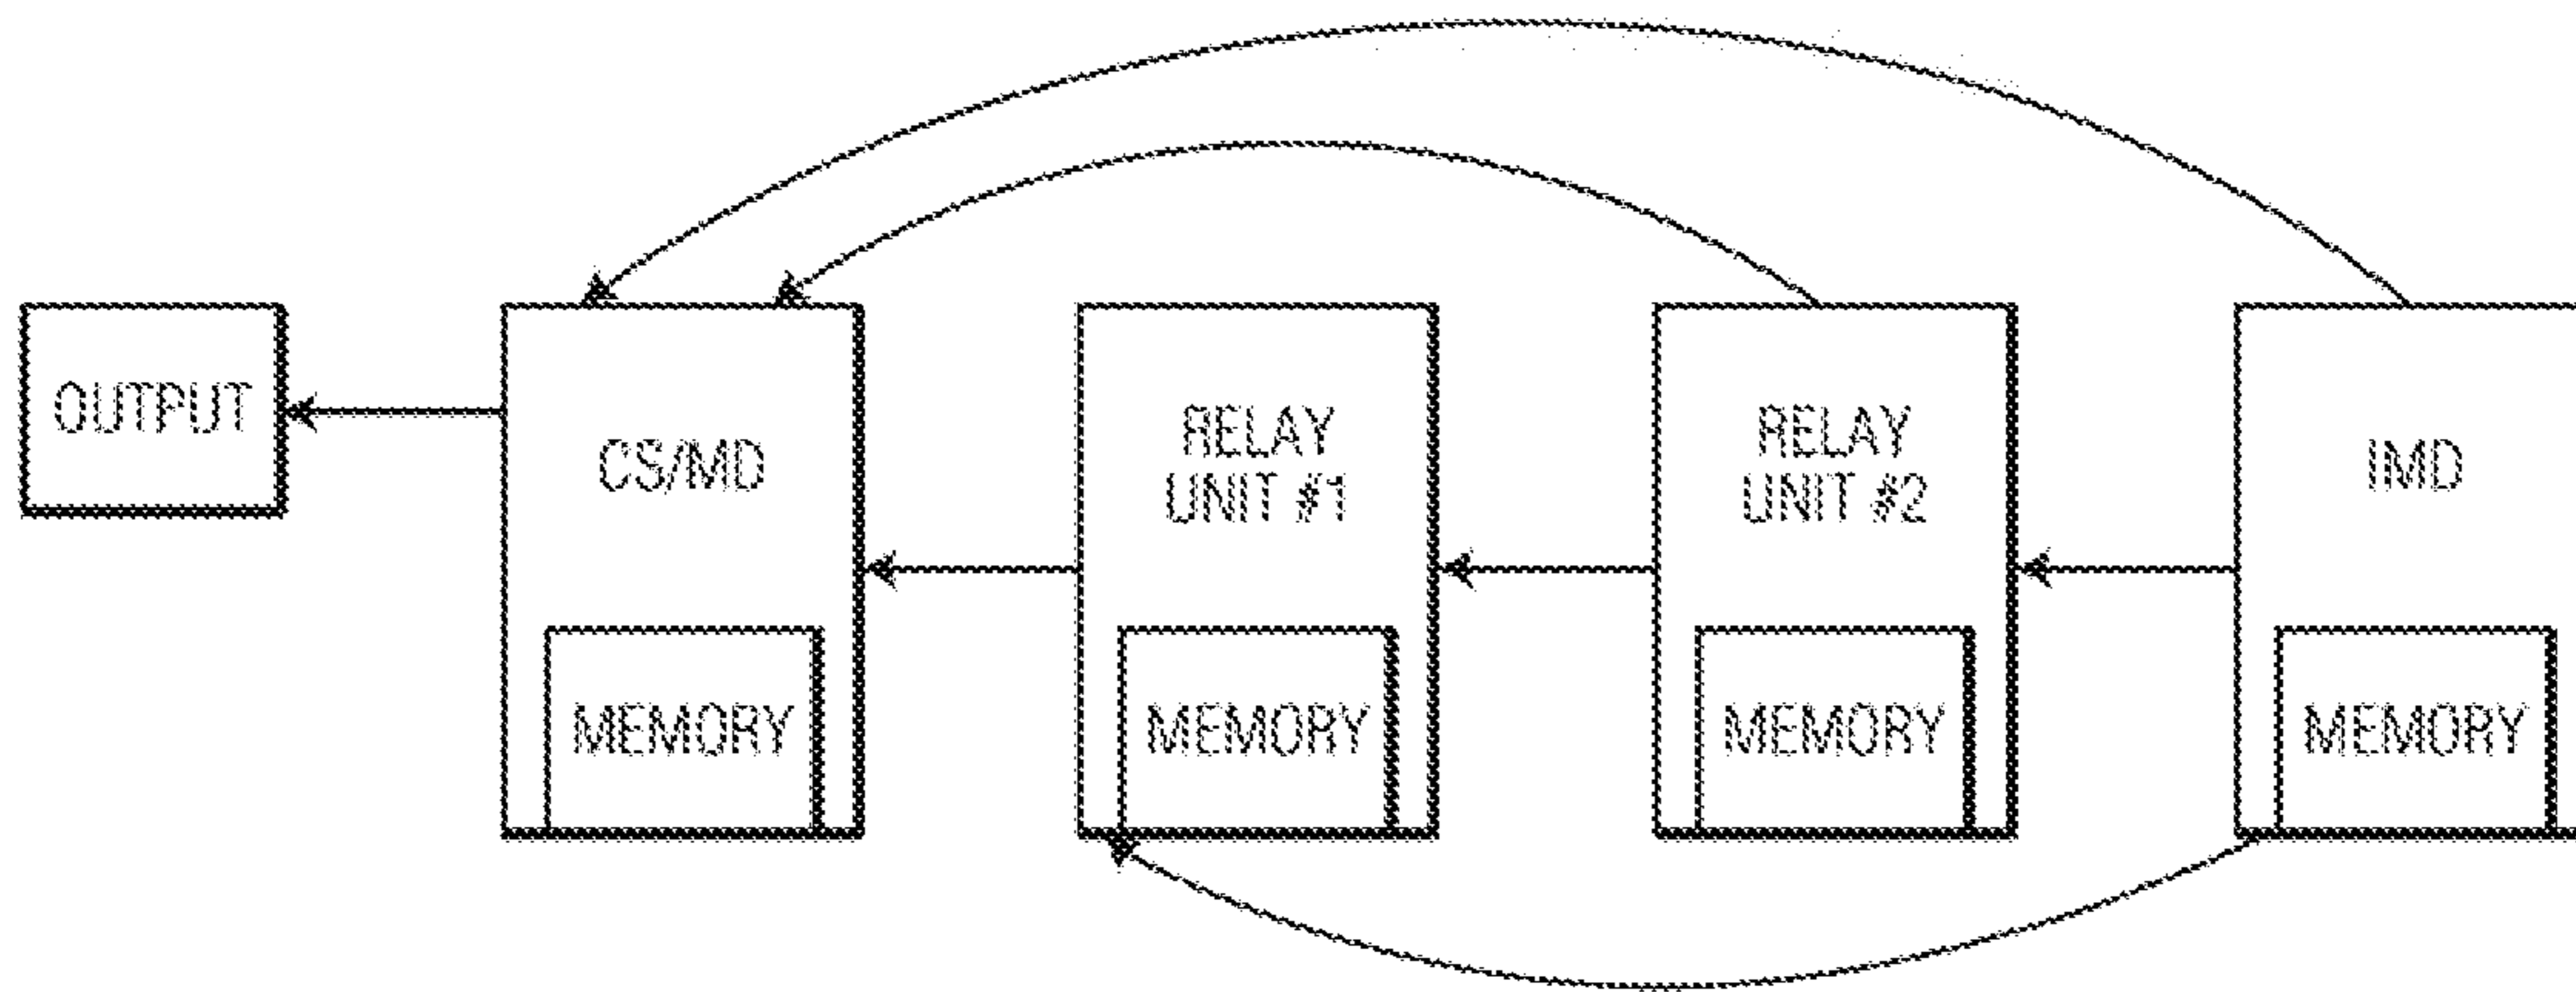 OUTPUT
CS/MD
MEMORY
RELAY
UNIT #1
MEMORY
RELAY
UNIT #2
MEMORY
IMD
MEMORY